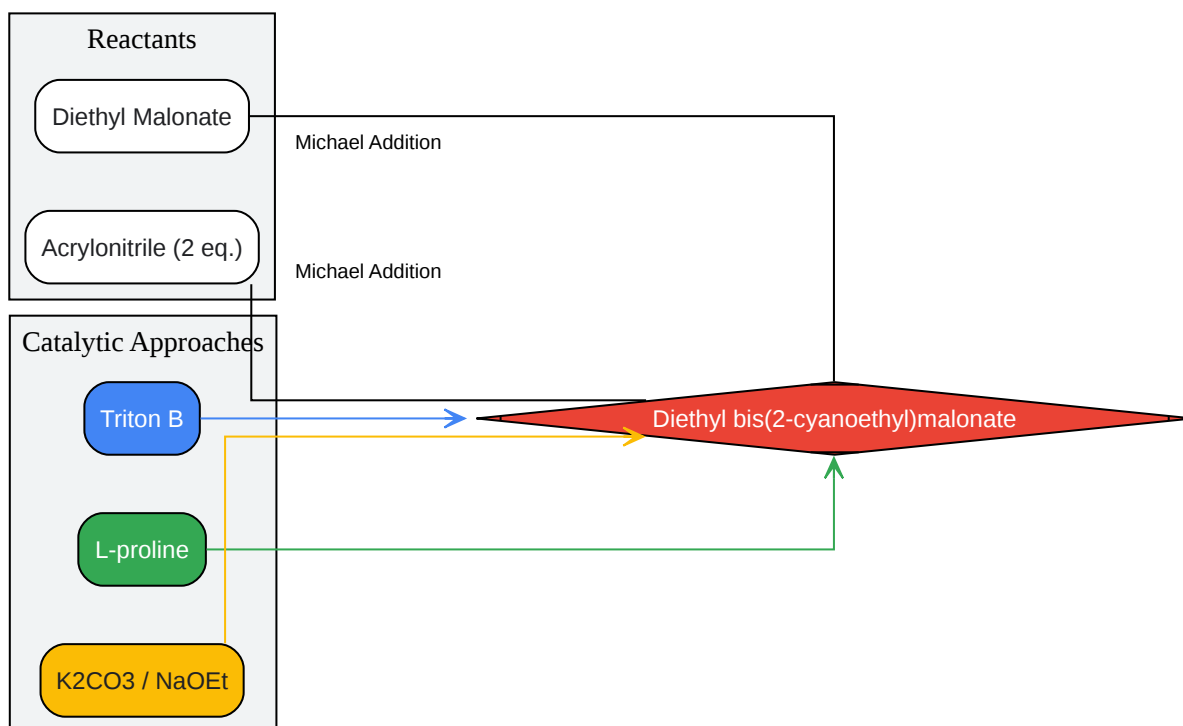 Reactants
Diethyl Malonate
Michael Addition
Acrylonitrile (2 eq.)
Michael Addition
Catalytic Approaches
Triton B
Diethyl bis(2-cyanoethyl)malonate
L-proline
K2CO3 / NaOEt